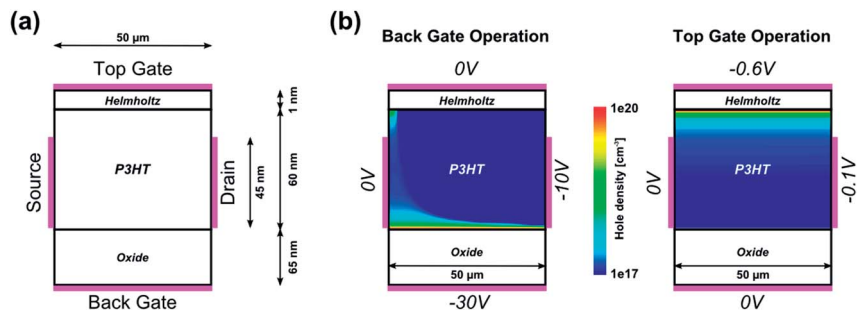 (a)
50 µm
Top Gate
Helmholtz
1 nm
Source
P3HT
Drain
45 nm
60 nm
Oxide
65 nm
Back Gate
(b)
Back Gate Operation
0V
Helmholtz
0V
P3HT
-10V
Oxide
50 µm
-30V
1e20
Hole density [cm⁻³]
1e17
Top Gate Operation
-0.6V
Helmholtz
0V
P3HT
-0.1V
Oxide
50 µm
0V